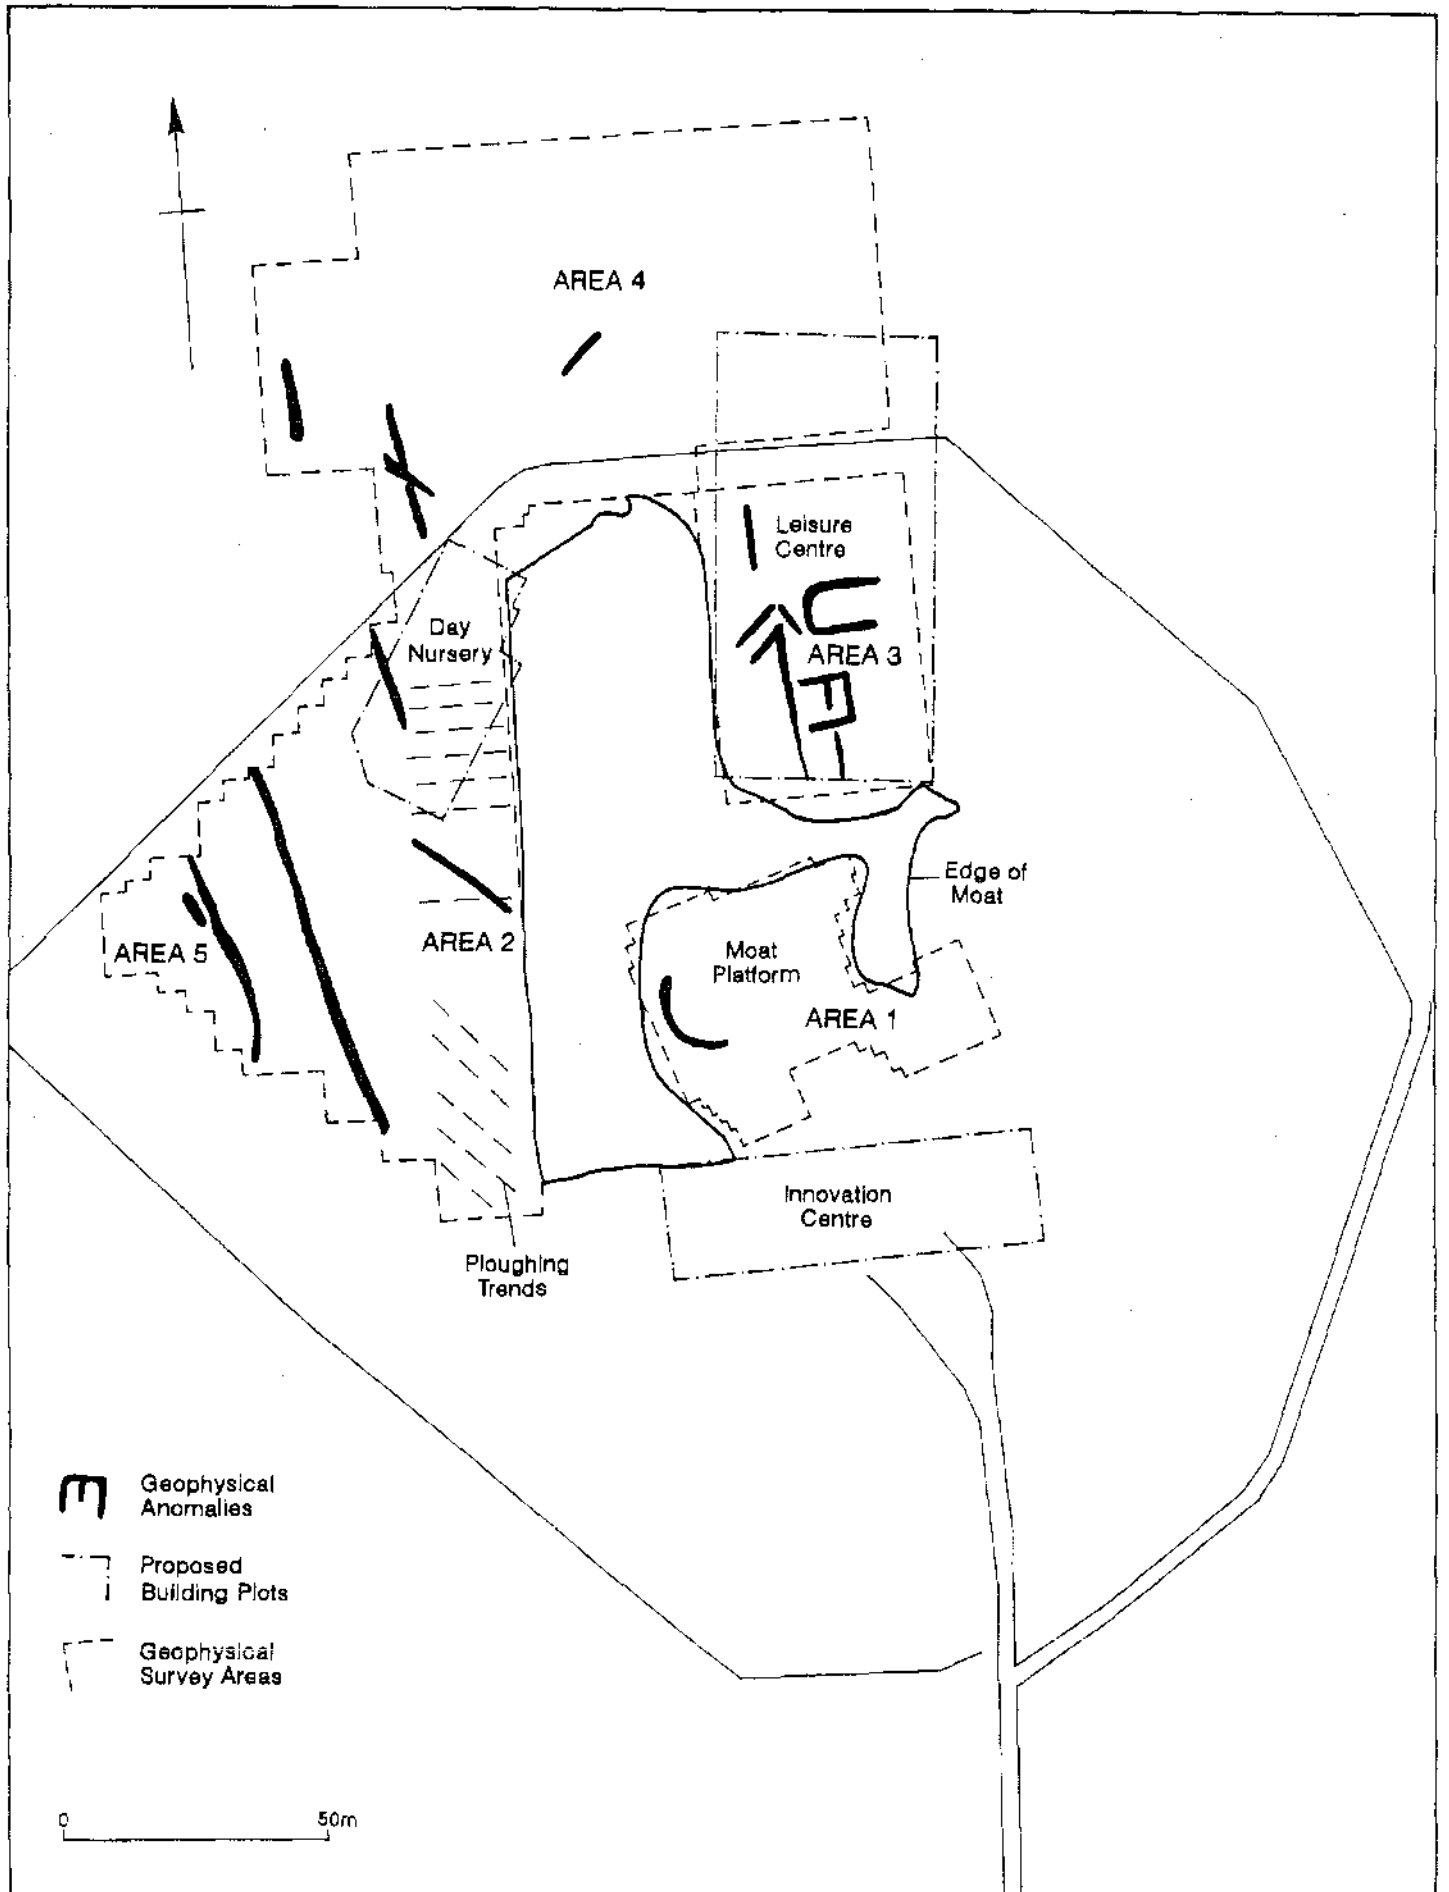 AREA 4
Leisure
Centre
Day
Nursery
AREA 3
Edge of
Moat
AREA 5
AREA 2
Moat
Platform
AREA 1
Innovation
Centre
Ploughing
Trends
Geophysical
Anomalies
Proposed
Building Plots
Geophysical
Survey Areas
0 50m